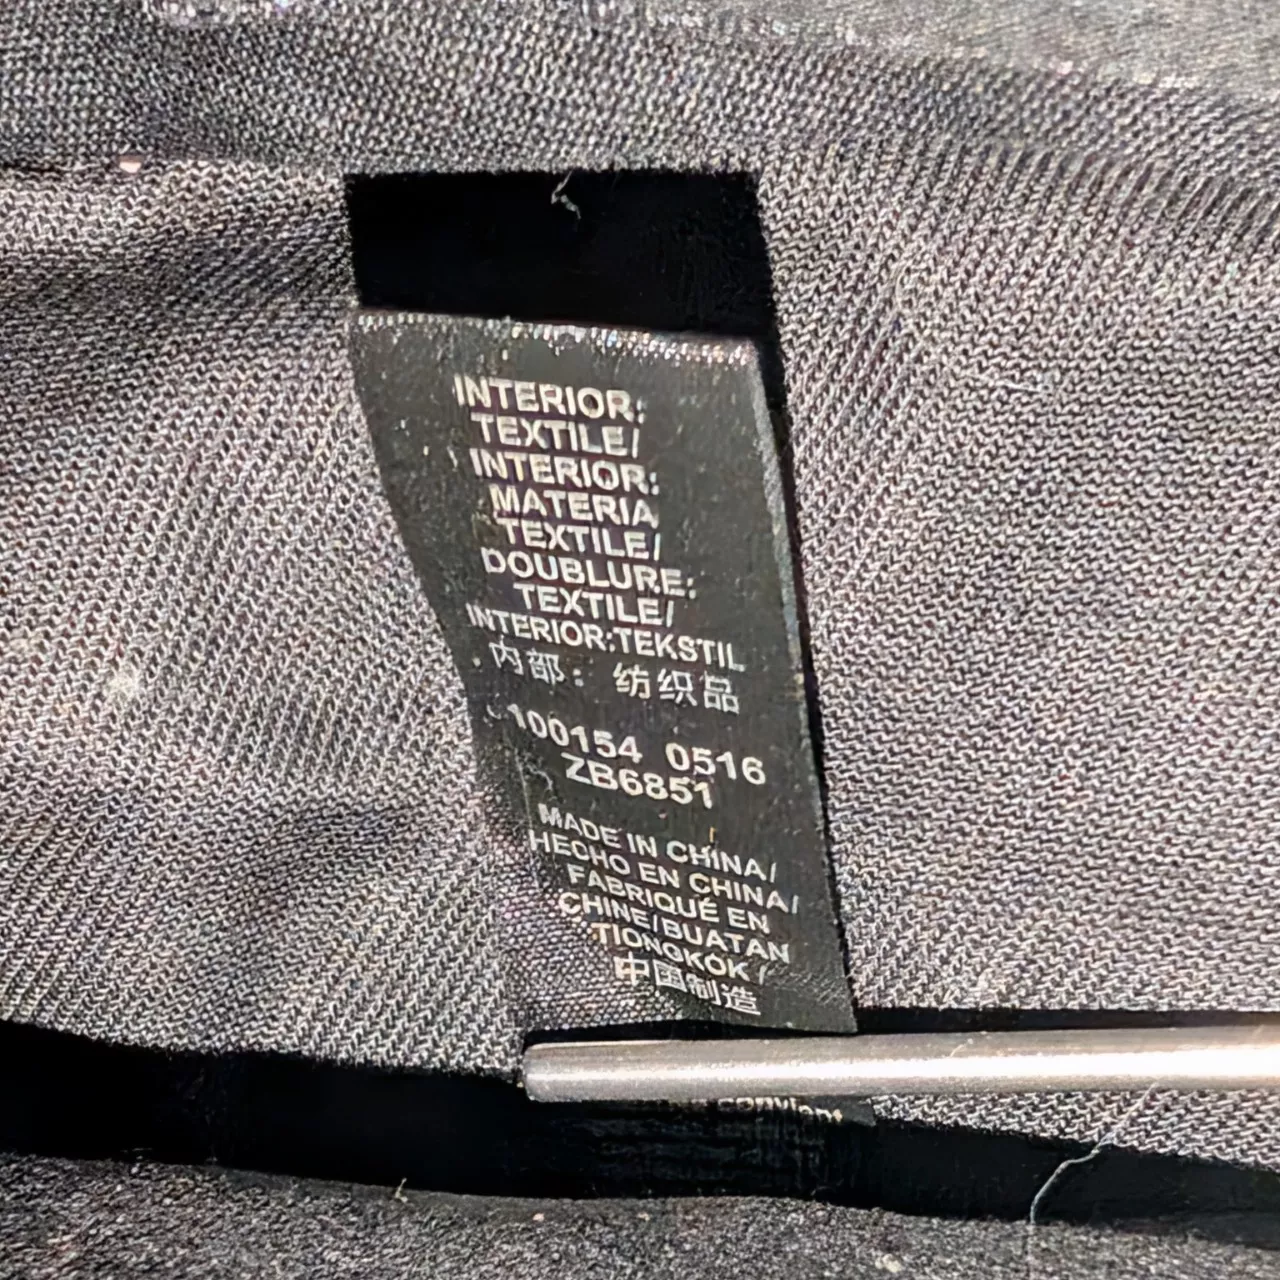 INTERIOR:
TEXTILE/
INTERIOR:
MATERIA
TEXTILE/
DOUBLURE:
TEXTILE/
INTERIOR:TEKSTIL
内部：纺织品
100154 0516
ZB6851
MADE IN CHINA/
HECHO EN CHINA/
FABRIQUÉ EN
CHINE/BUATAN
TIONGKOK/
中国制造